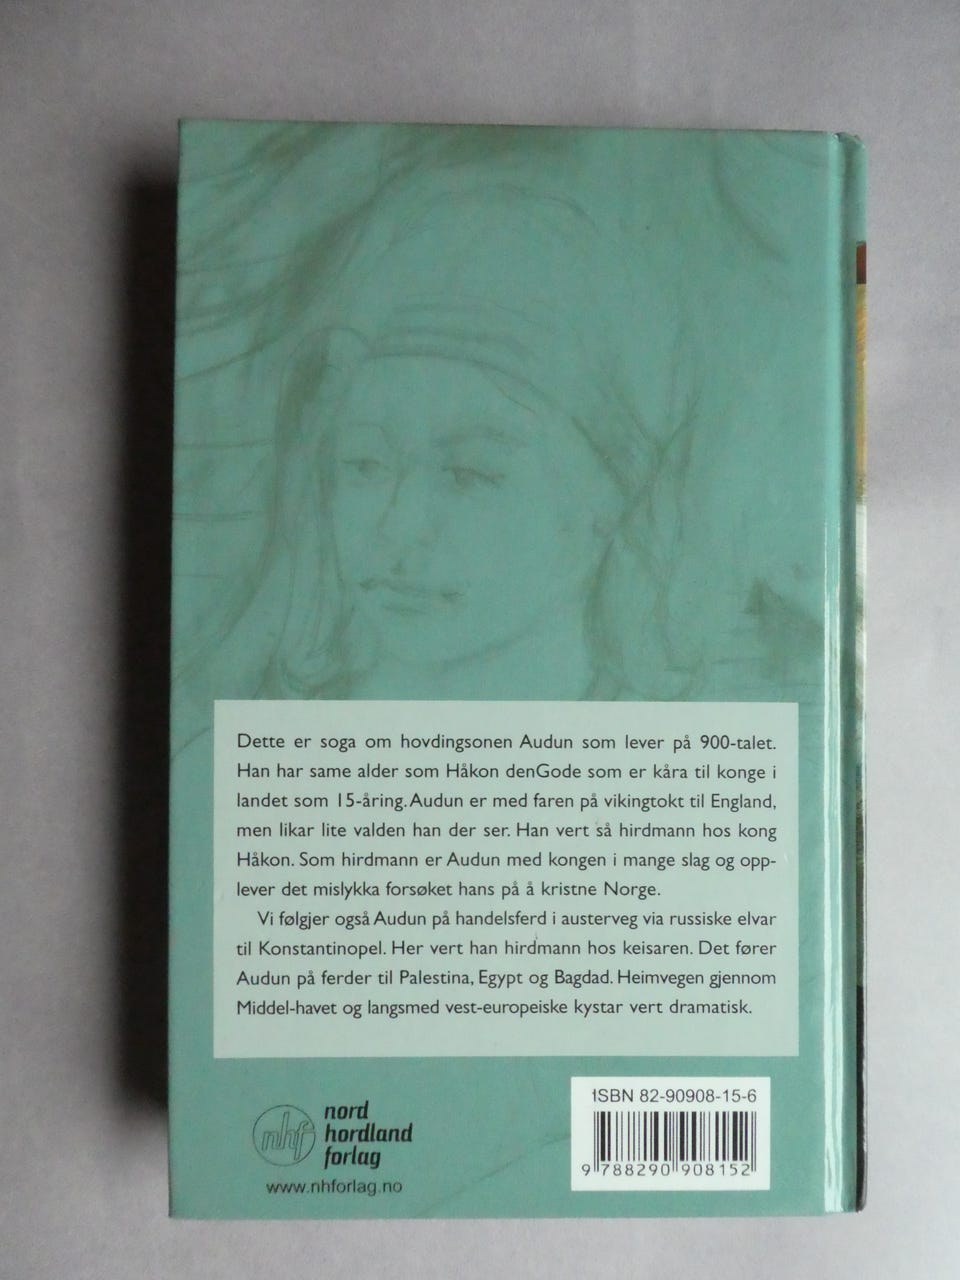 Dette er soga om hovdingsonen Audun som lever på 900-talet.
Han har same alder som Håkon denGode som er kåra til konge i
landet som 15-åring. Audun er med faren på vikingtokt til England,
men likar lite valden han der ser. Han vert så hirdmann hos kong
Håkon. Som hirdmann er Audun med kongen i mange slag og opp-
lever det mislykka forsøket hans på å kristne Norge.
Vi følgjer også Audun på handelsferd i austerveg via russiske elvar
til Konstantinopel. Her vert han hirdmann hos keisaren. Det fører
Audun på ferder til Palestina, Egypt og Bagdad. Heimvegen gjennom
Middel-havet og langsmed vest-europeiske kystar vert dramatisk.
nhf
nord
hordland
forlag
www.nhforlag.no
ISBN 82-90908-15-6
9 788290 908152